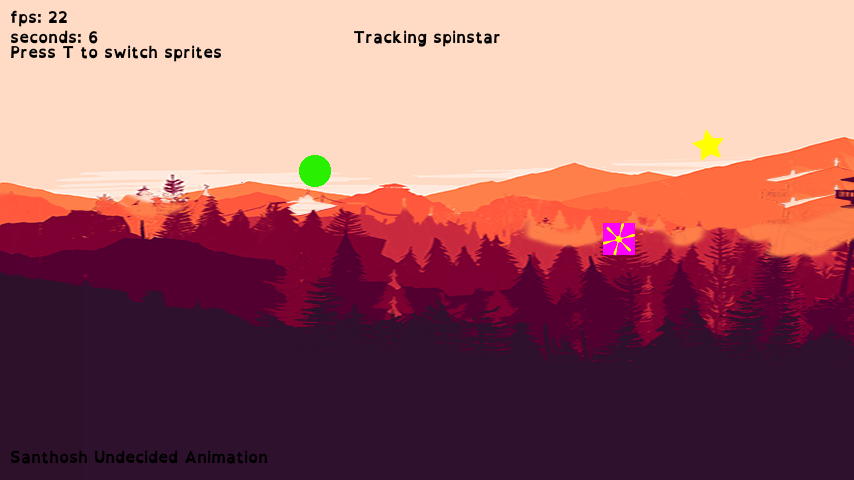 fps: 22
seconds: 6
Press T to switch sprites
Tracking spinstar
Santhosh Undecided Animation